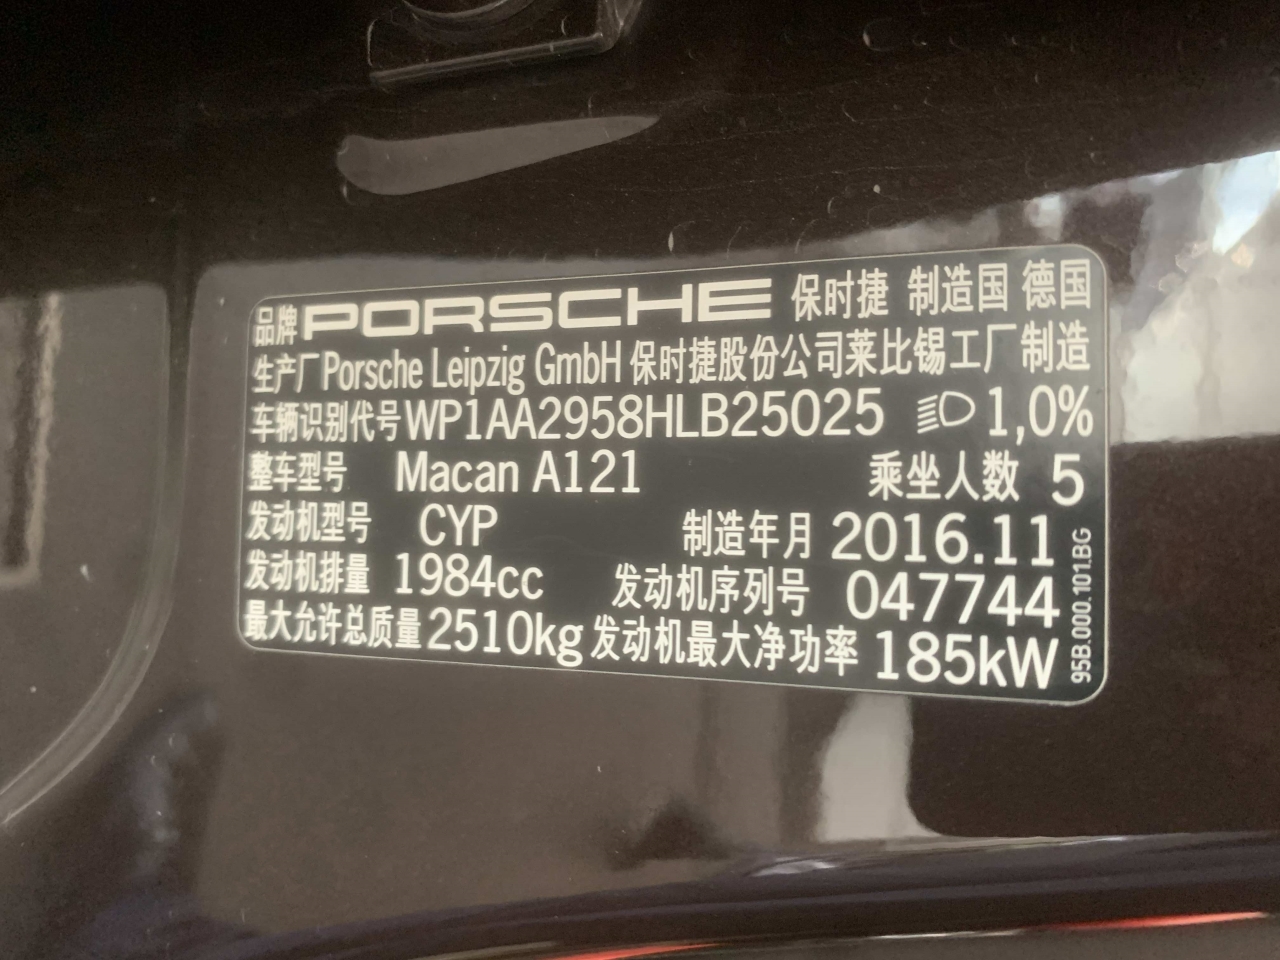 品牌 PORSCHE 保时捷 制造国 德国
生产厂 Porsche Leipzig GmbH 保时捷股份公司莱比锡工厂制造
车辆识别代号 WP1AA2958HLB25025 1,0%
整车型号 Macan A121 乘坐人数 5
发动机型号 CYP 制造年月 2016.11
发动机排量 1984cc 发动机序列号 047744
最大允许总质量 2510kg 发动机最大净功率 185kW
95B.000.101.BG